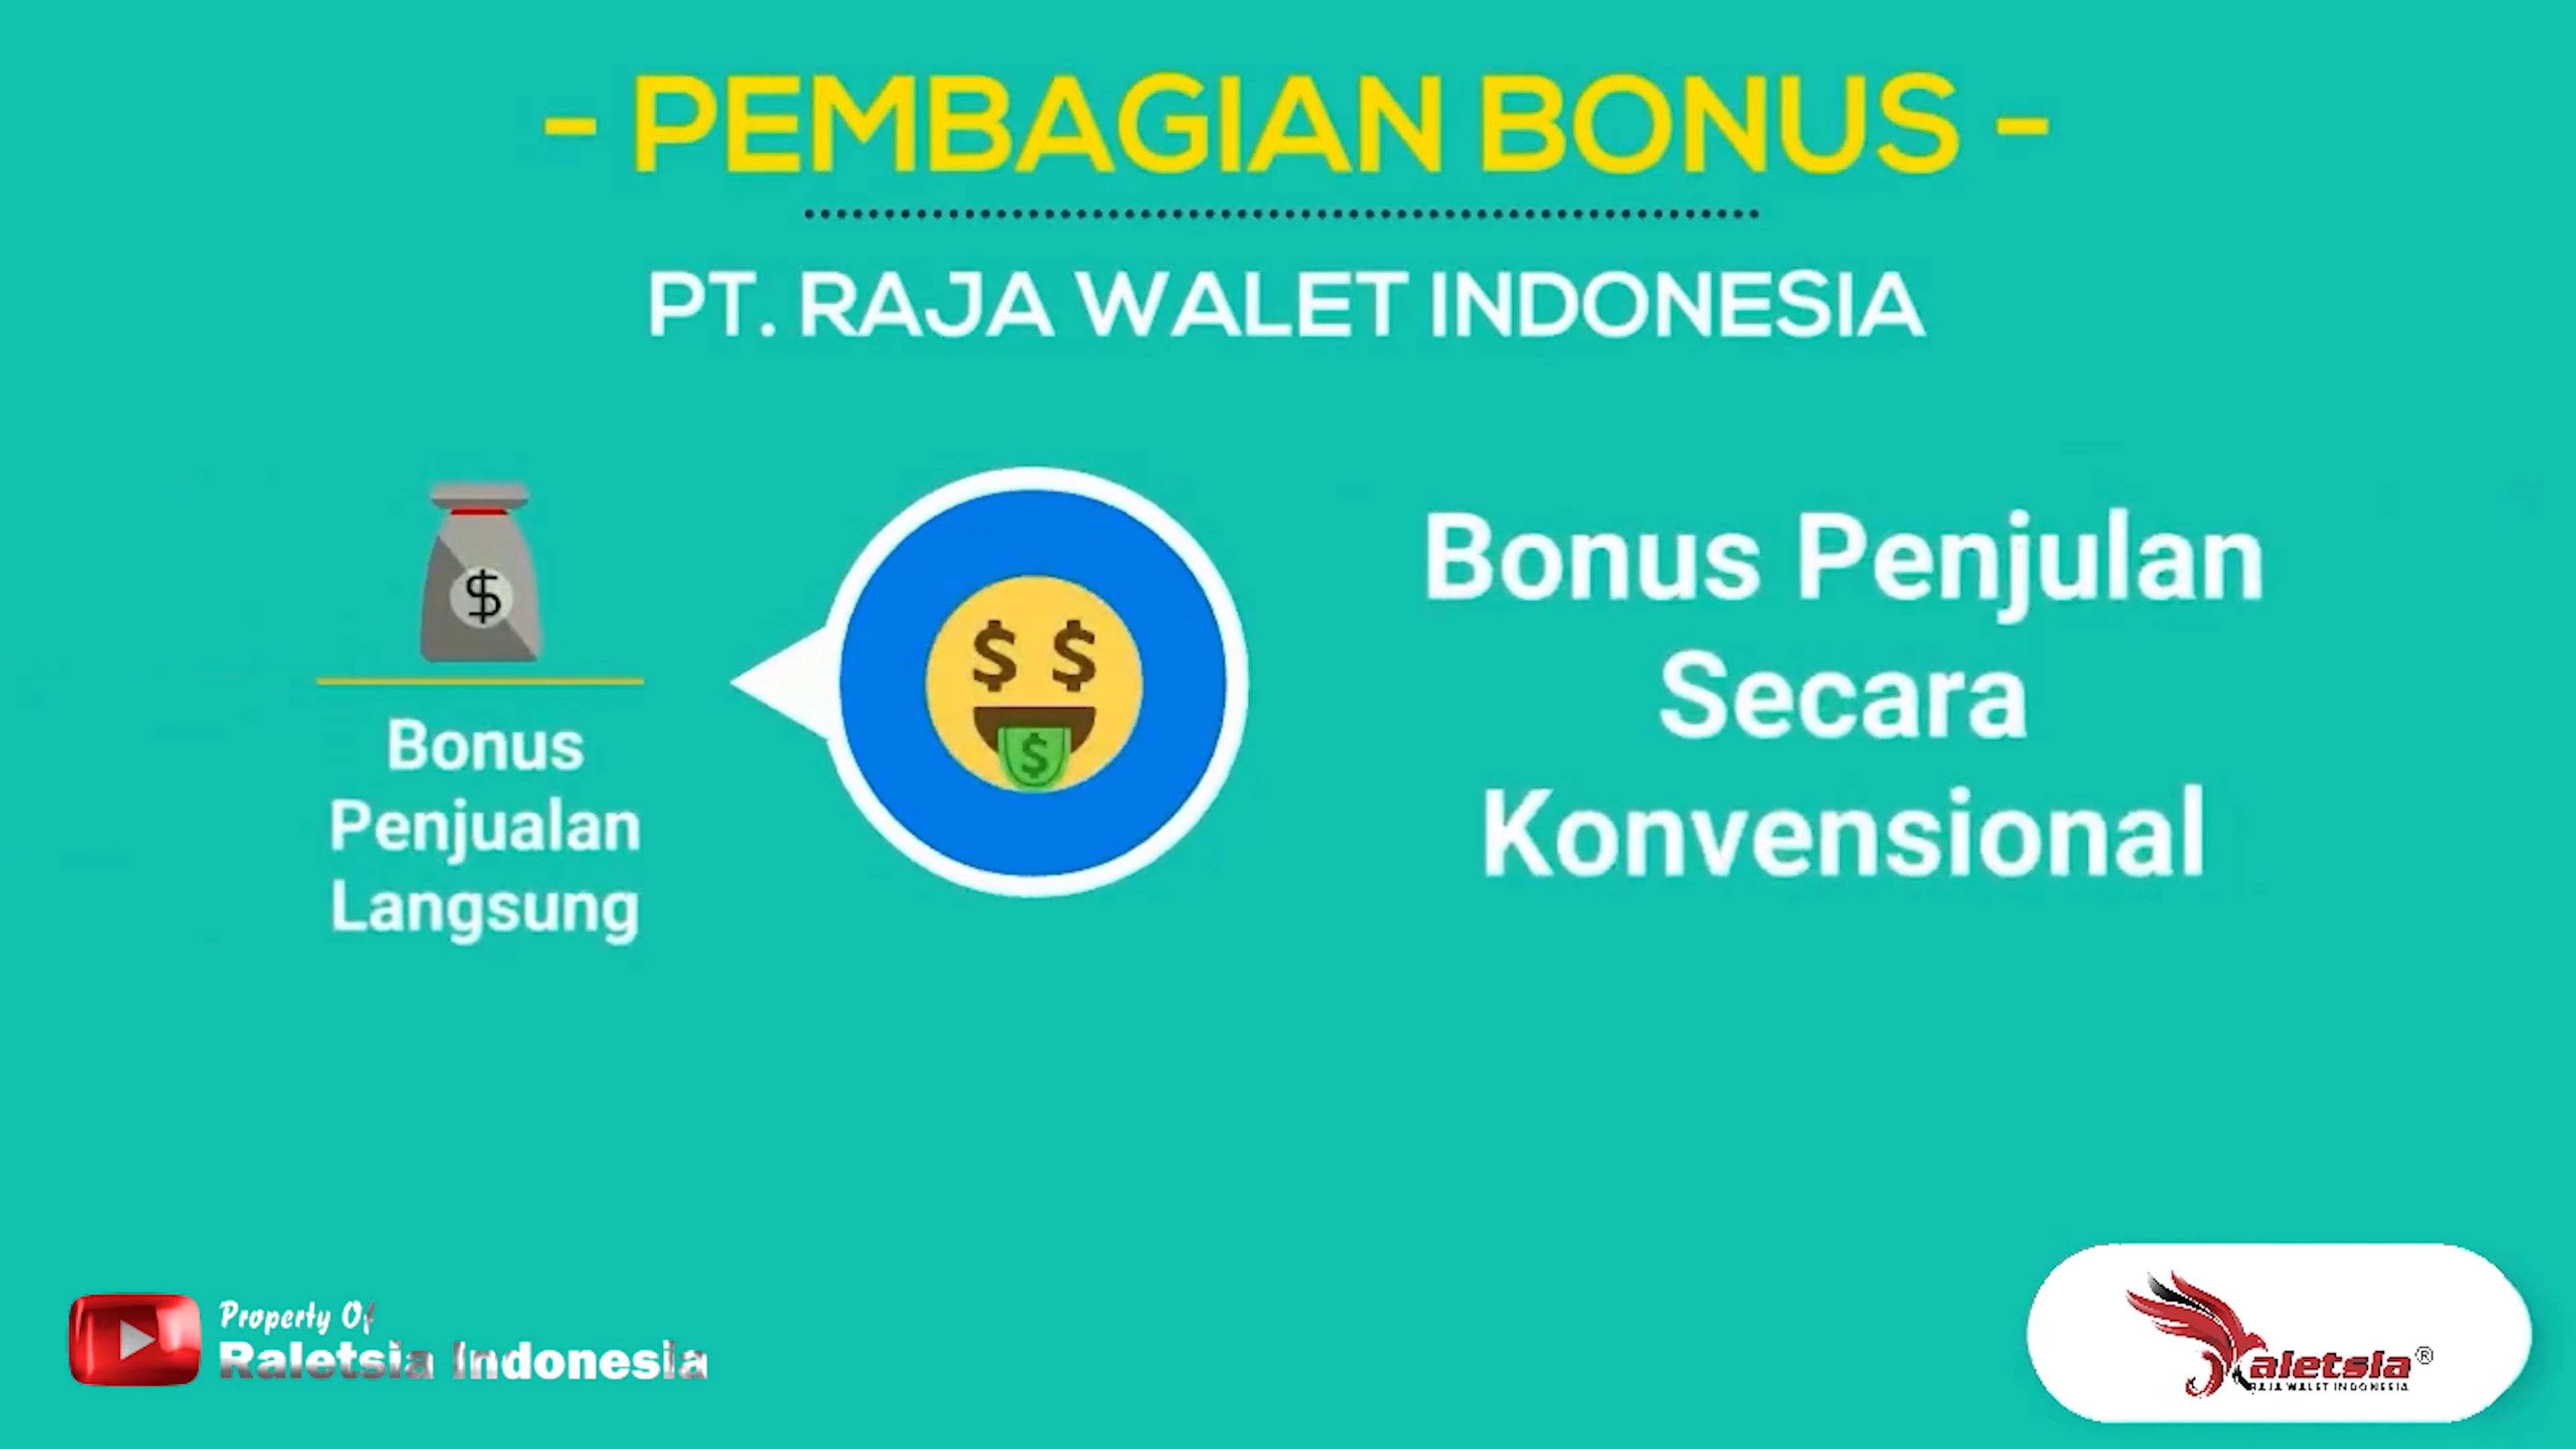 - PEMBAGIAN BONUS -
PT. RAJA WALET INDONESIA
$
Bonus
Penjualan
Langsung
$ $
$
Bonus Penjulan
Secara
Konvensional
Property Of
Raletsia Indonesia
Raletsia®
RAJA WALET INDONESIA